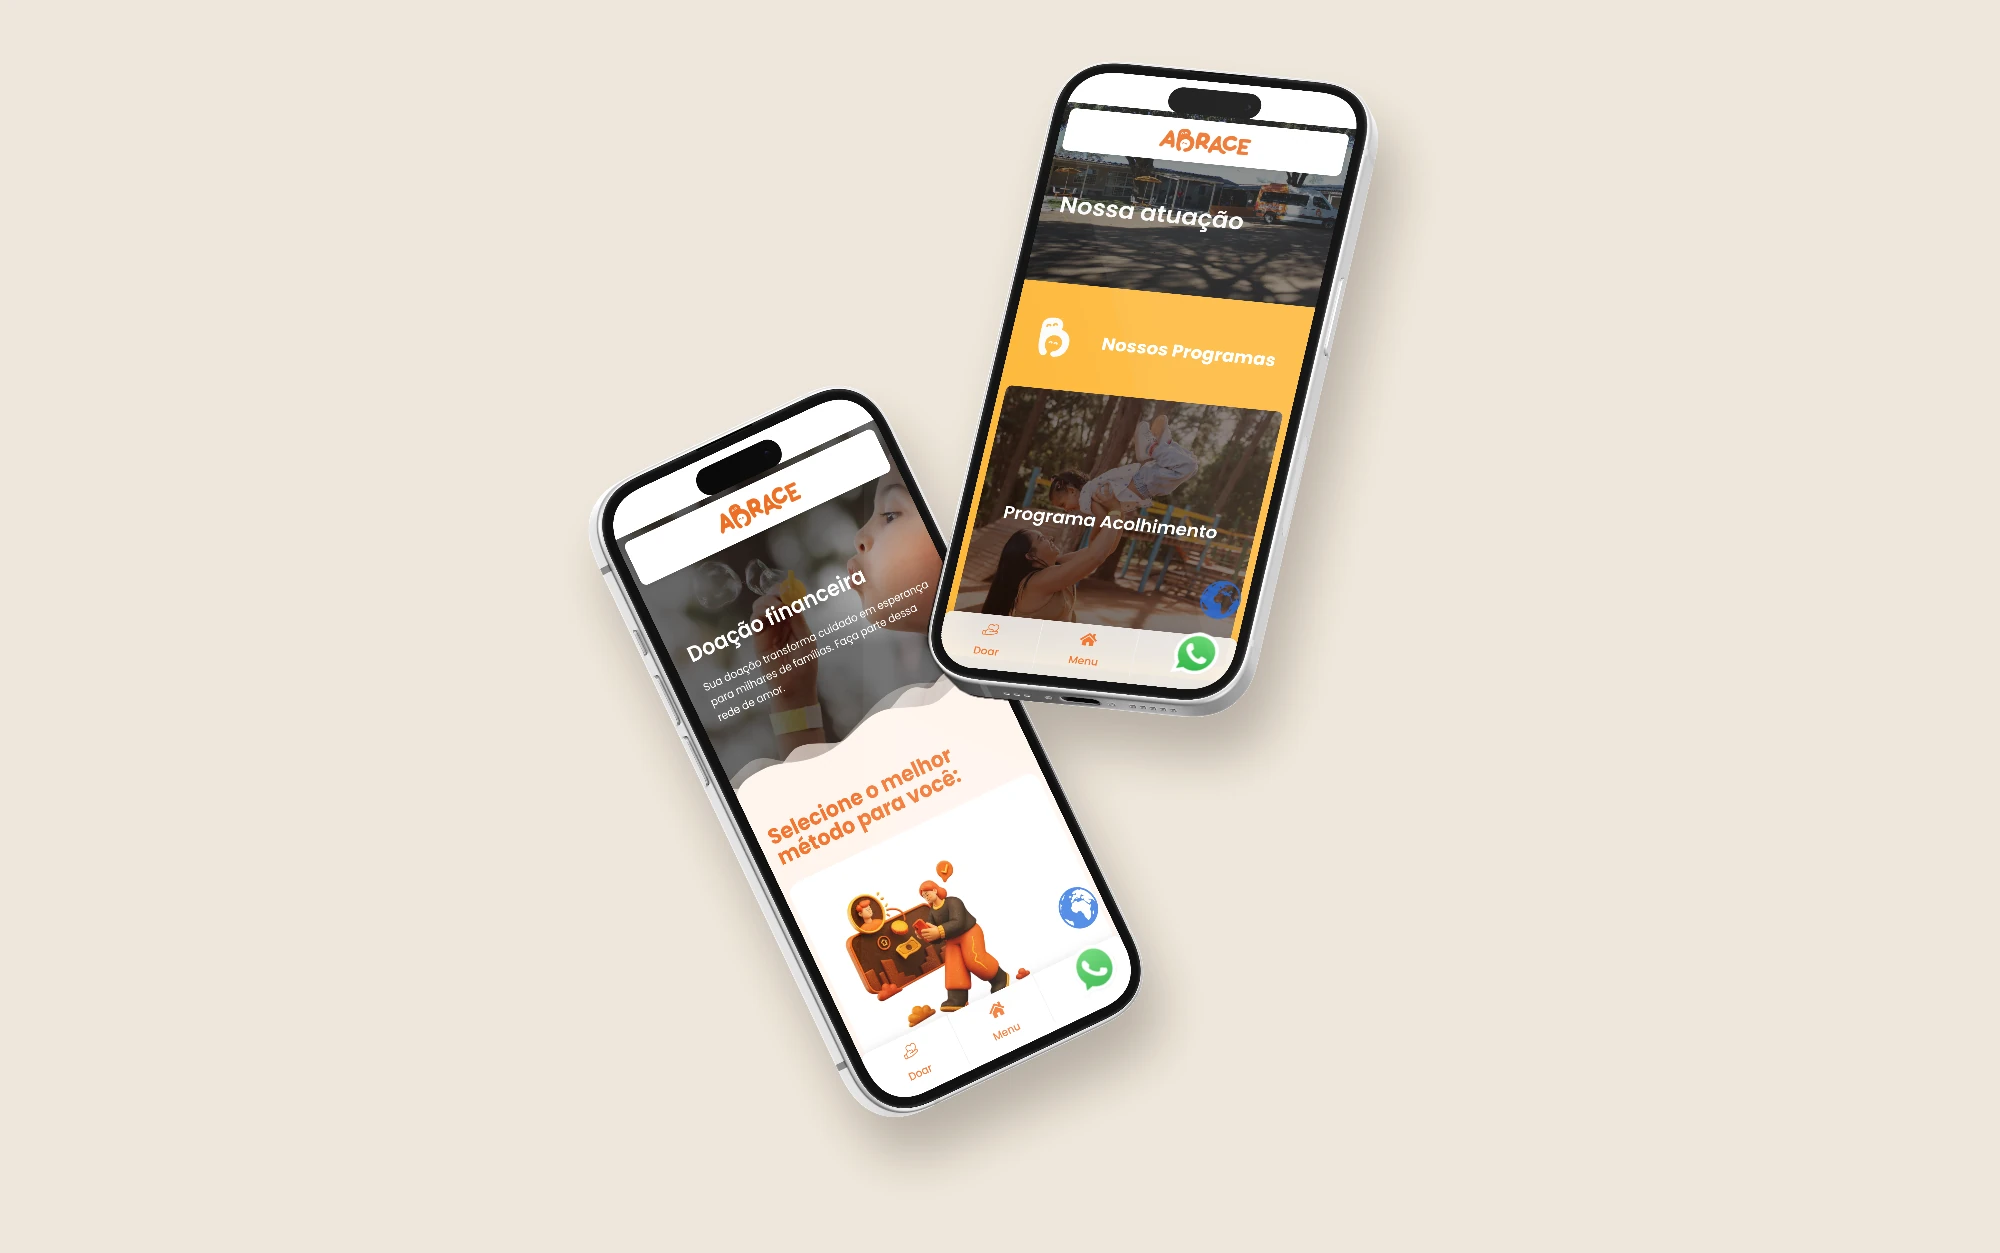 ABRACE
Doação financeira
Sua doação transforma cuidado em esperança
para milhares de famílias. Faça parte dessa
rede de amor.
Selecione o melhor
método para você:
Doar
Menu
ABRACE
Nossa atuação
Nossos Programas
Programa Acolhimento
Doar
Menu